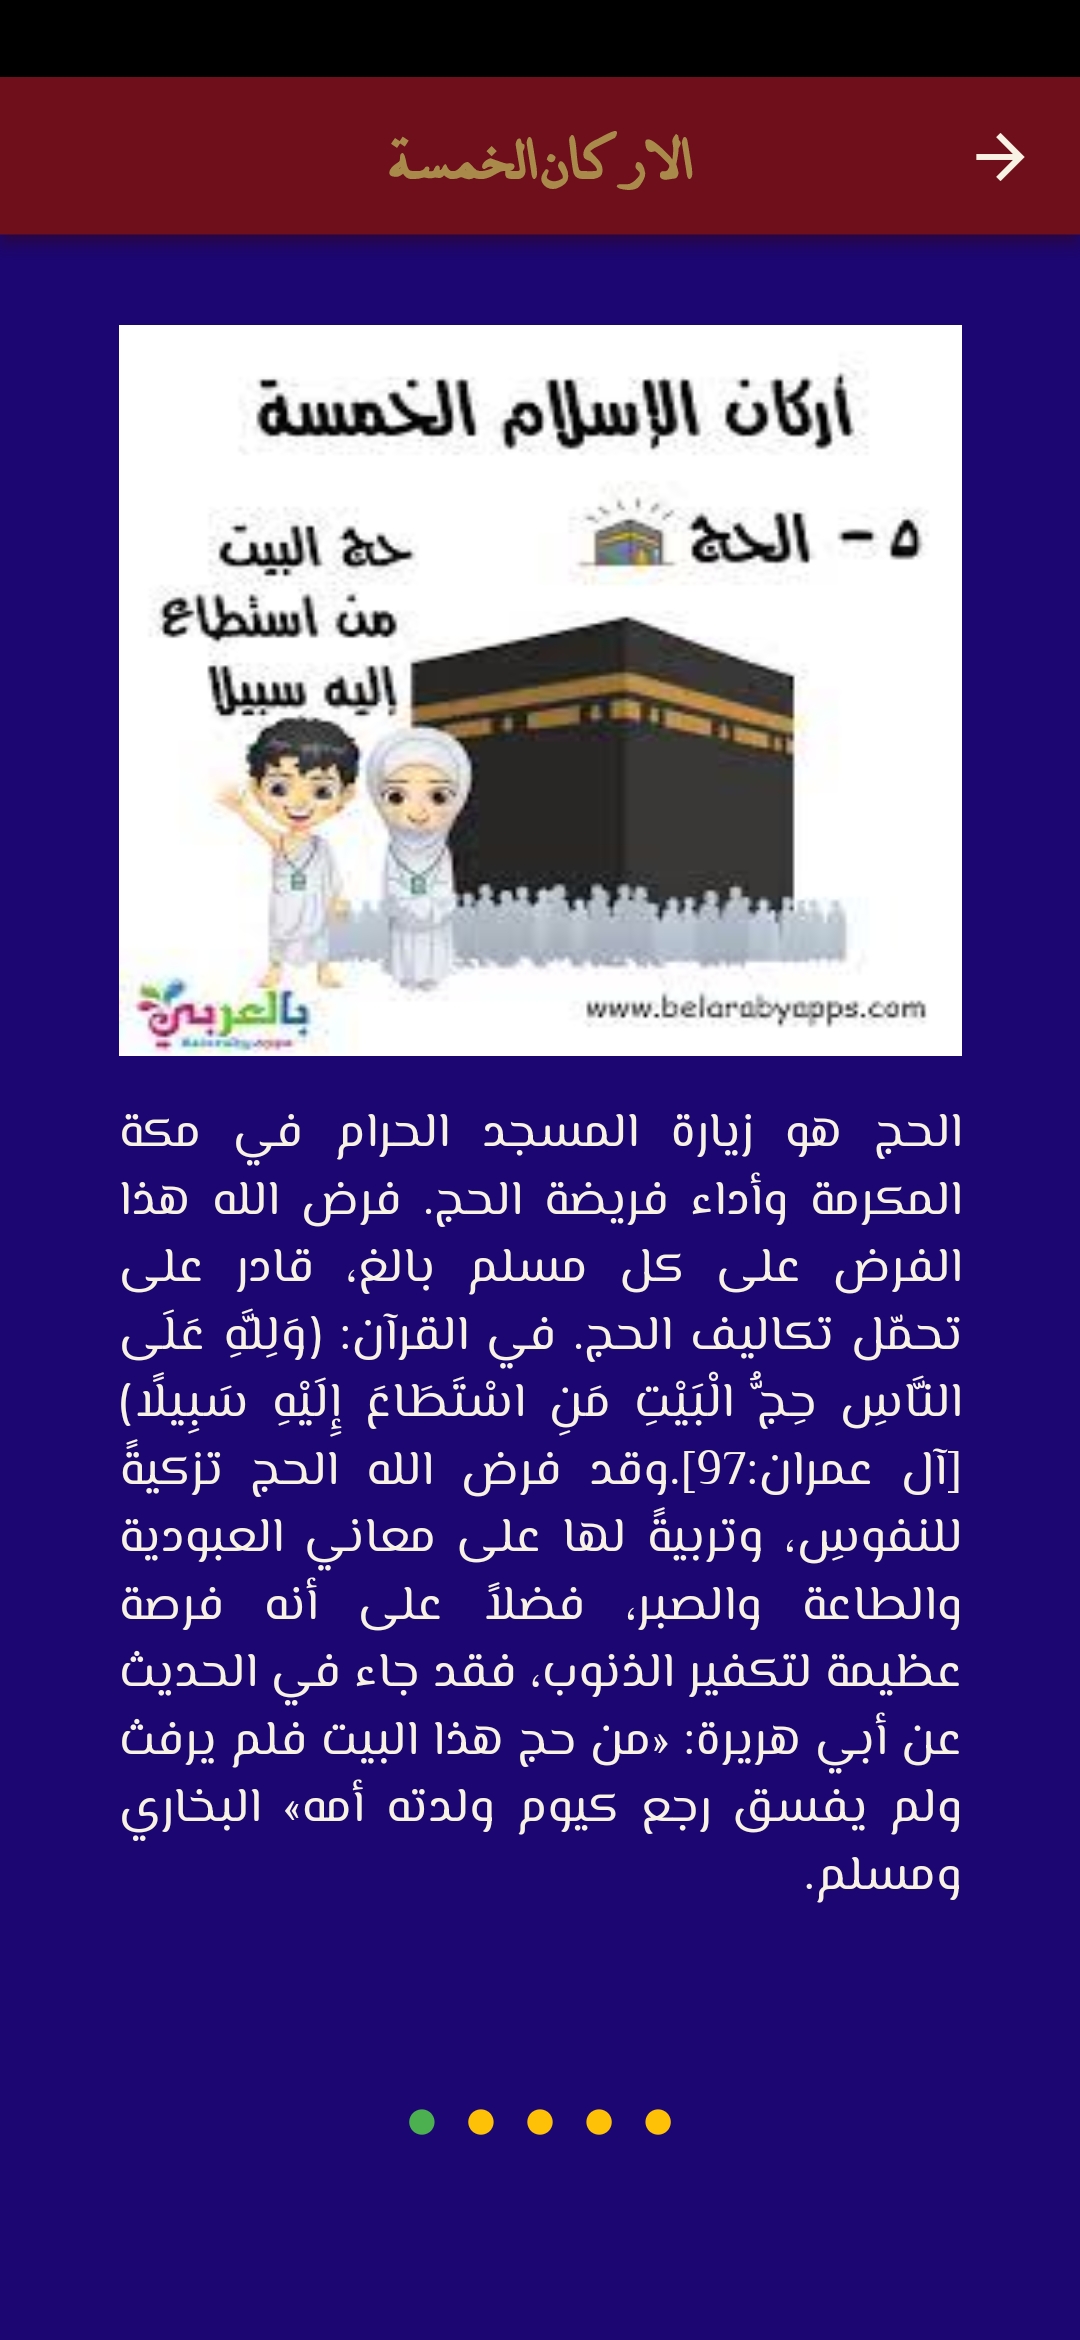 الاركان الخمسة
أركان الإسلام الخمسة
٥ - الحج
حج البيت
من استطاع
إليه سبيلا
بالعربي
Belarabyapps
www.belarabyapps.com
الحج هو زيارة المسجد الحرام في مكة
المكرمة وأداء فريضة الحج. فرض الله هذا
الفرض على كل مسلم بالغ، قادر على
تحمّل تكاليف الحج. في القرآن: (وَلِلَّهِ عَلَى
النَّاسِ حِجُّ الْبَيْتِ مَنِ اسْتَطَاعَ إِلَيْهِ سَبِيلًا)
[آل عمران:97].وقد فرض الله الحج تزكيةً
للنفوسِ، وتربيةً لها على معاني العبودية
والطاعة والصبر، فضلاً على أنه فرصة
عظيمة لتكفير الذنوب، فقد جاء في الحديث
عن أبي هريرة: «من حج هذا البيت فلم يرفث
ولم يفسق رجع كيوم ولدته أمه» البخاري
ومسلم.